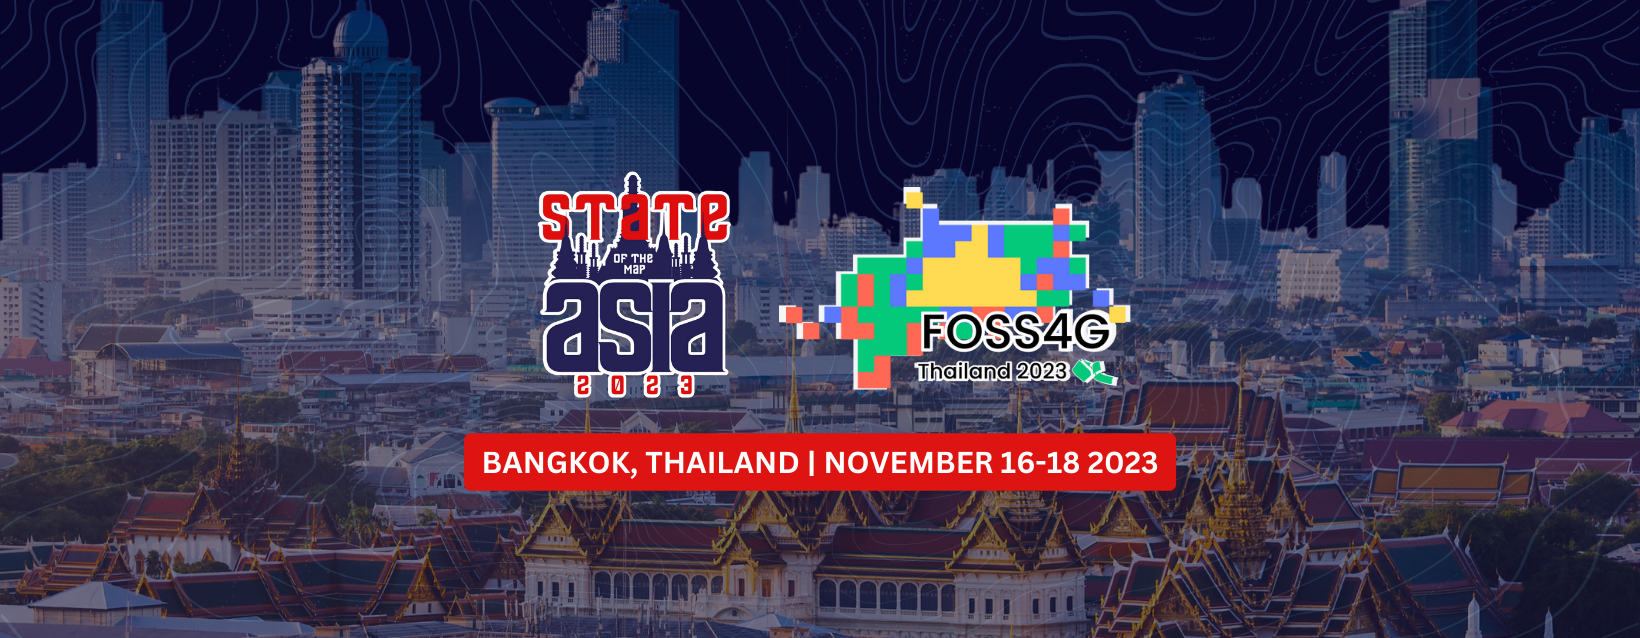 STATE
OF THE
MAP
ASIA
2023
FOSS4G
Thailand 2023
BANGKOK, THAILAND | NOVEMBER 16-18 2023